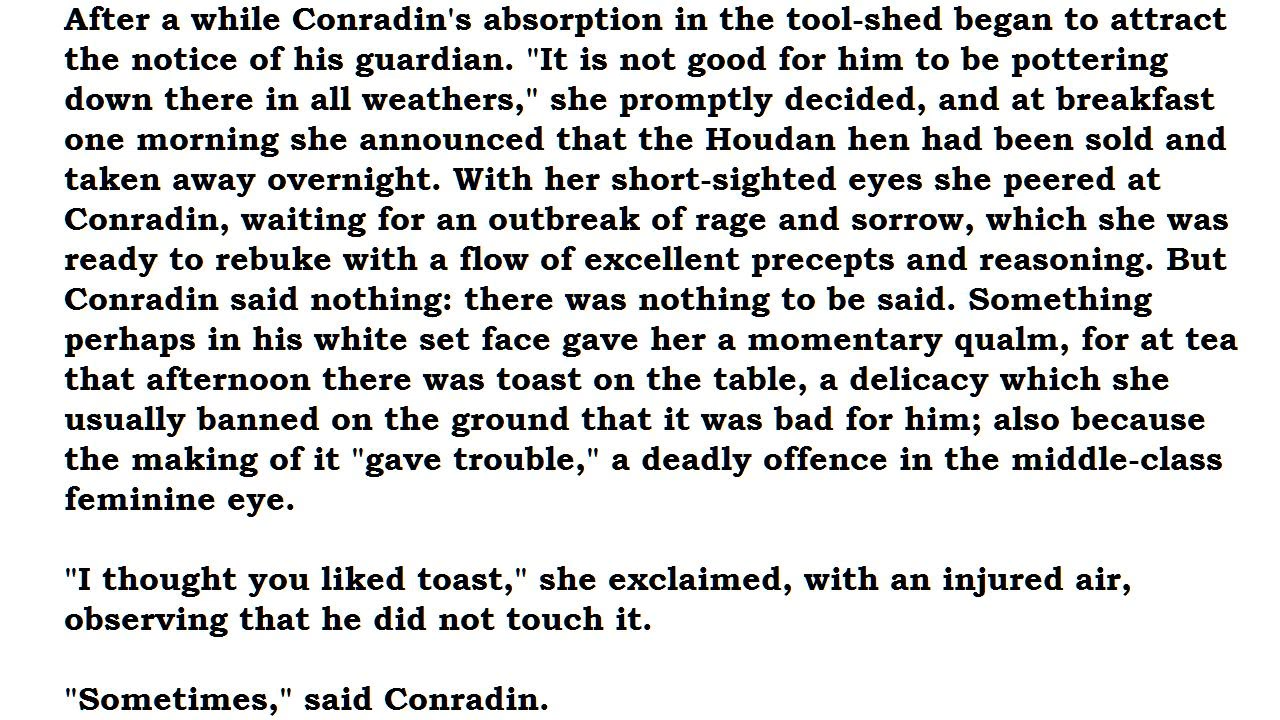 After a while Conradin's absorption in the tool-shed began to attract
the notice of his guardian. "It is not good for him to be pottering
down there in all weathers," she promptly decided, and at breakfast
one morning she announced that the Houdan hen had been sold and
taken away overnight. With her short-sighted eyes she peered at
Conradin, waiting for an outbreak of rage and sorrow, which she was
ready to rebuke with a flow of excellent precepts and reasoning. But
Conradin said nothing: there was nothing to be said. Something
perhaps in his white set face gave her a momentary qualm, for at tea
that afternoon there was toast on the table, a delicacy which she
usually banned on the ground that it was bad for him; also because
the making of it "gave trouble," a deadly offence in the middle-class
feminine eye.
"I thought you liked toast," she exclaimed, with an injured air,
observing that he did not touch it.
"Sometimes," said Conradin.